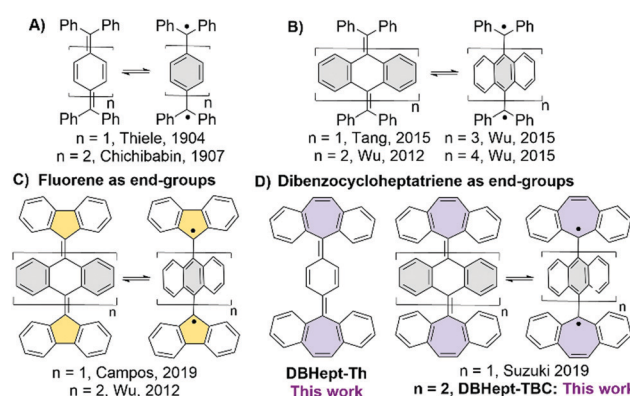 A)
Ph Ph
Ph Ph
n
n
Ph Ph
Ph Ph
n = 1, Thiele, 1904
n = 2, Chichibabin, 1907
B)
Ph Ph
Ph Ph
n
n
Ph Ph
Ph Ph
n = 1, Tang, 2015
n = 3, Wu, 2015
n = 2, Wu, 2012
n = 4, Wu, 2015
C) Fluorene as end-groups
n
n
n = 1, Campos, 2019
n = 2, Wu, 2012
D) Dibenzocycloheptatriene as end-groups
n
n
DBHept-Th
This work
n = 1, Suzuki 2019
n = 2, DBHept-TBC: This work